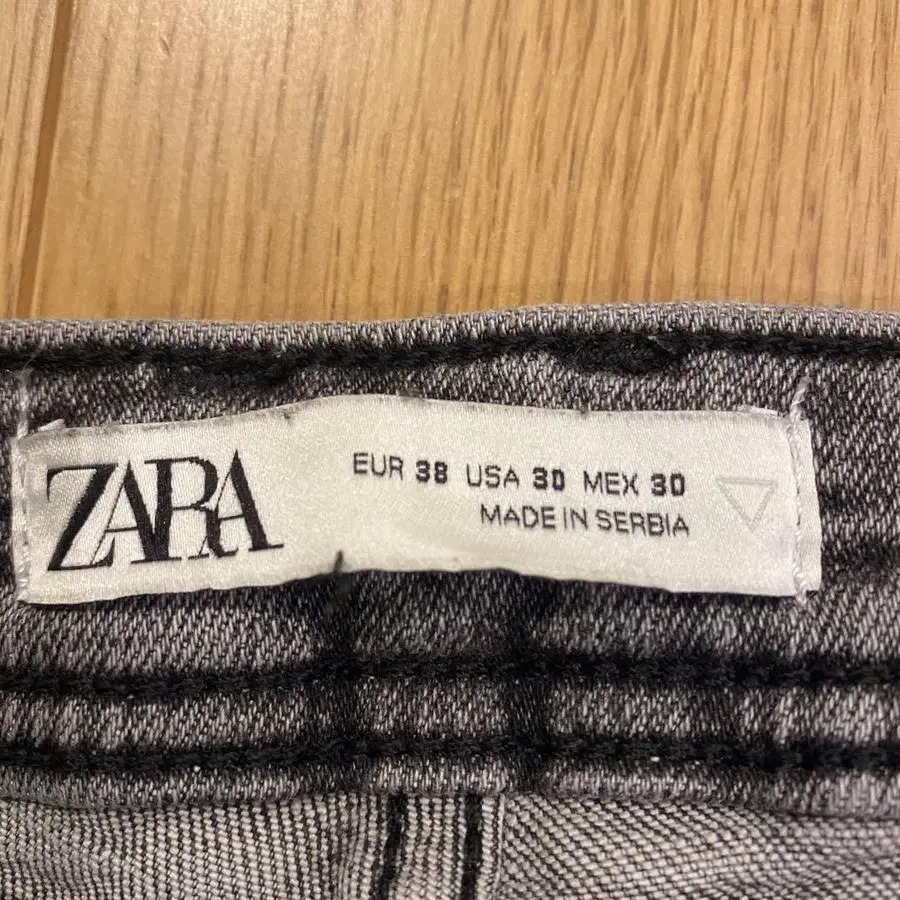 ZARA
EUR 38 USA 30 MEX 30
MADE IN SERBIA